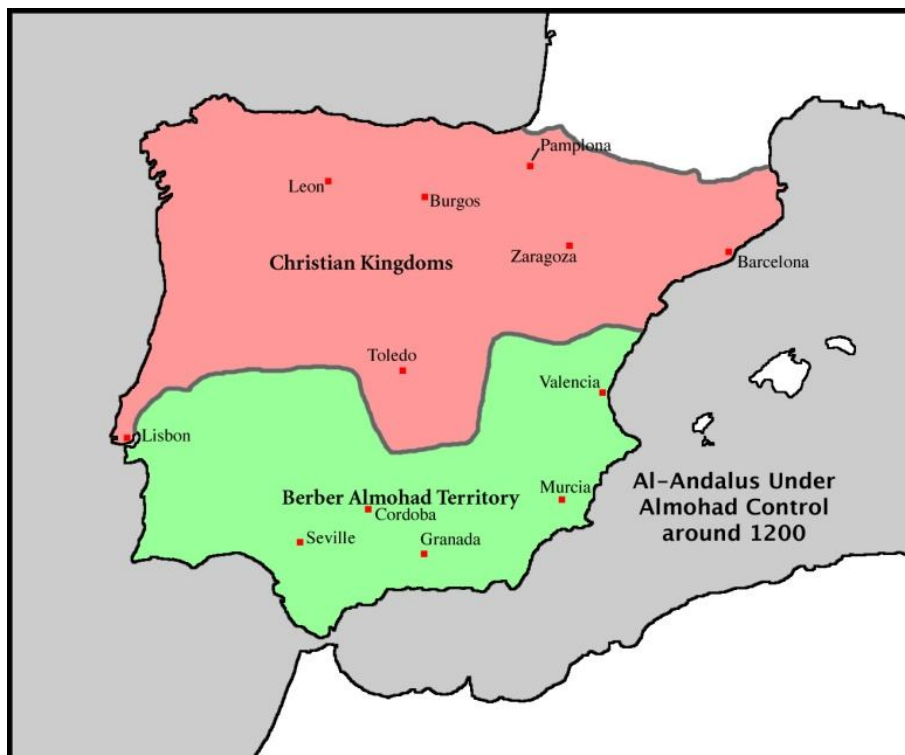 Pamplona
Leon
Burgos
Zaragoza
Barcelona
Christian Kingdoms
Toledo
Valencia
Lisbon
Al-Andalus Under
Almohad Control
around 1200
Murcia
Berber Almohad Territory
Cordoba
Seville
Granada